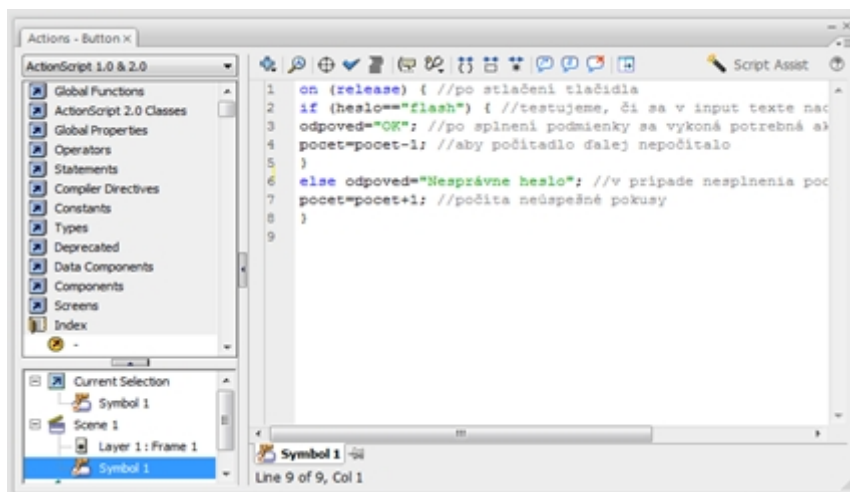 Actions - Button ×
ActionScript 1.0 & 2.0
Script Assist
Global Functions
ActionScript 2.0 Classes
Global Properties
Operators
Statements
Compiler Directives
Constants
Types
Deprecated
Data Components
Components
Screens
Index
-
Current Selection
Symbol 1
Scene 1
Layer 1 : Frame 1
Symbol 1
1 on (release) { //po stlačení tlačidla
2 if (heslo=="flash") { //testujeme, či sa v input texte nac
3 odpoved="OK"; //po splnení podmienky sa vykoná potrebná ak
4 pocet=pocet-1; //aby počítadlo ďalej nepočítalo
5 }
6 else odpoved="Nesprávne heslo"; //v prípade nesplnenia poc
7 pocet=pocet+1; //počíta neúspešné pokusy
8 }
9
Symbol 1
Line 9 of 9, Col 1